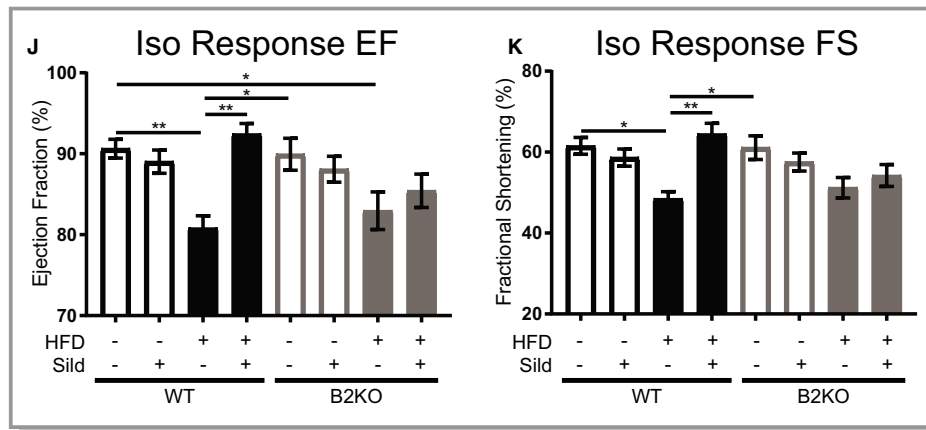 J
Iso Response EF
Ejection Fraction (%)
100
90
80
70
*
*
**
**
HFD - - + + - - + +
Sild - + - + - + - +
WT
B2KO
K
Iso Response FS
Fractional Shortening (%)
80
60
40
20
*
*
**
HFD - - + + - - + +
Sild - + - + - + - +
WT
B2KO